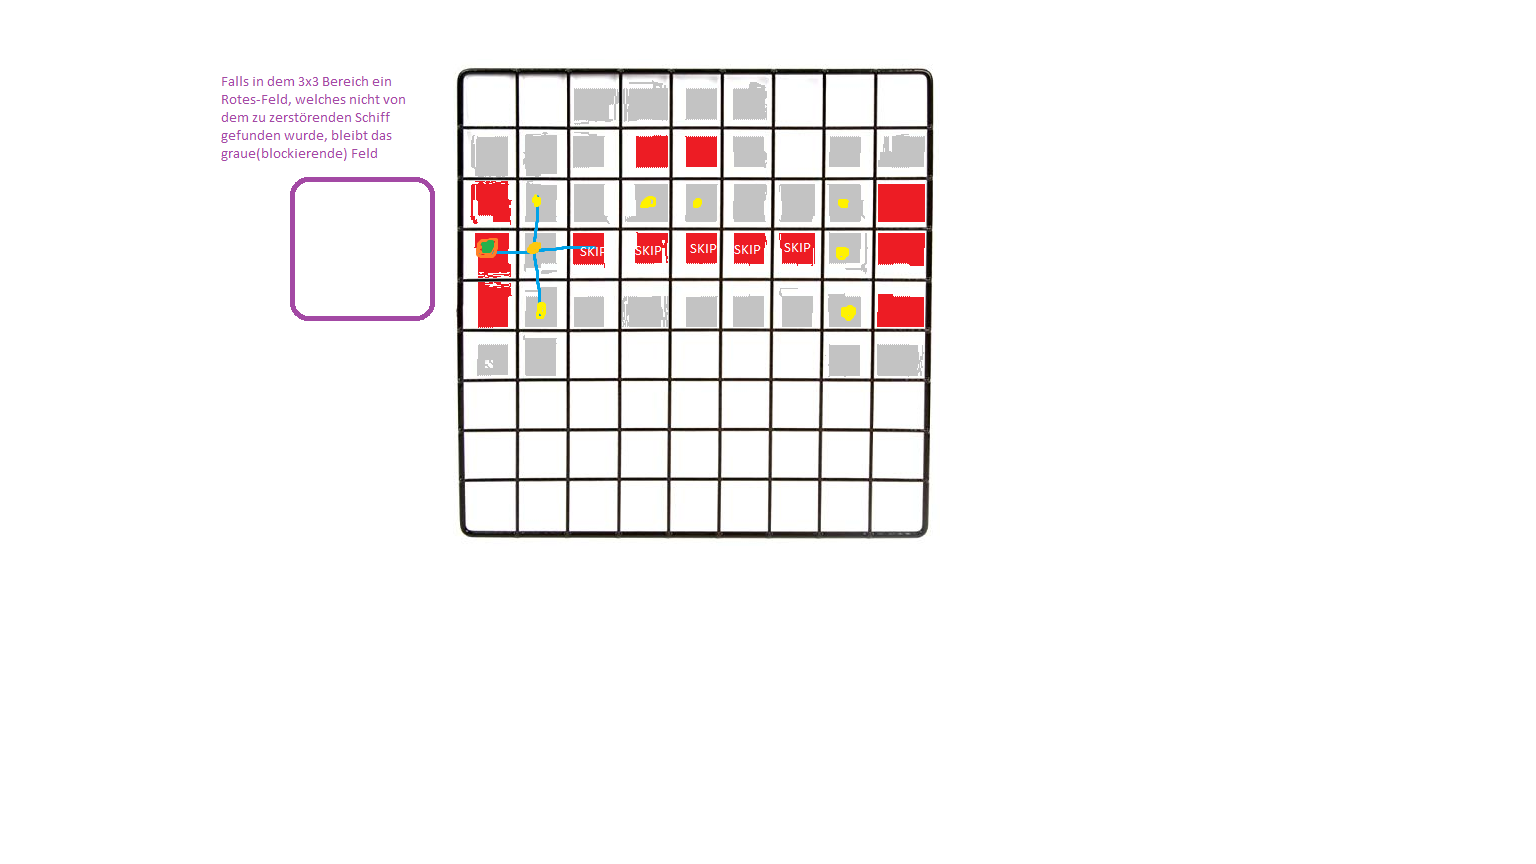 Falls in dem 3x3 Bereich ein
Rotes-Feld, welches nicht von
dem zu zerstörenden Schiff
gefunden wurde, bleibt das
graue(blockierende) Feld
SKIP SKIP SKIP SKIP SKIP